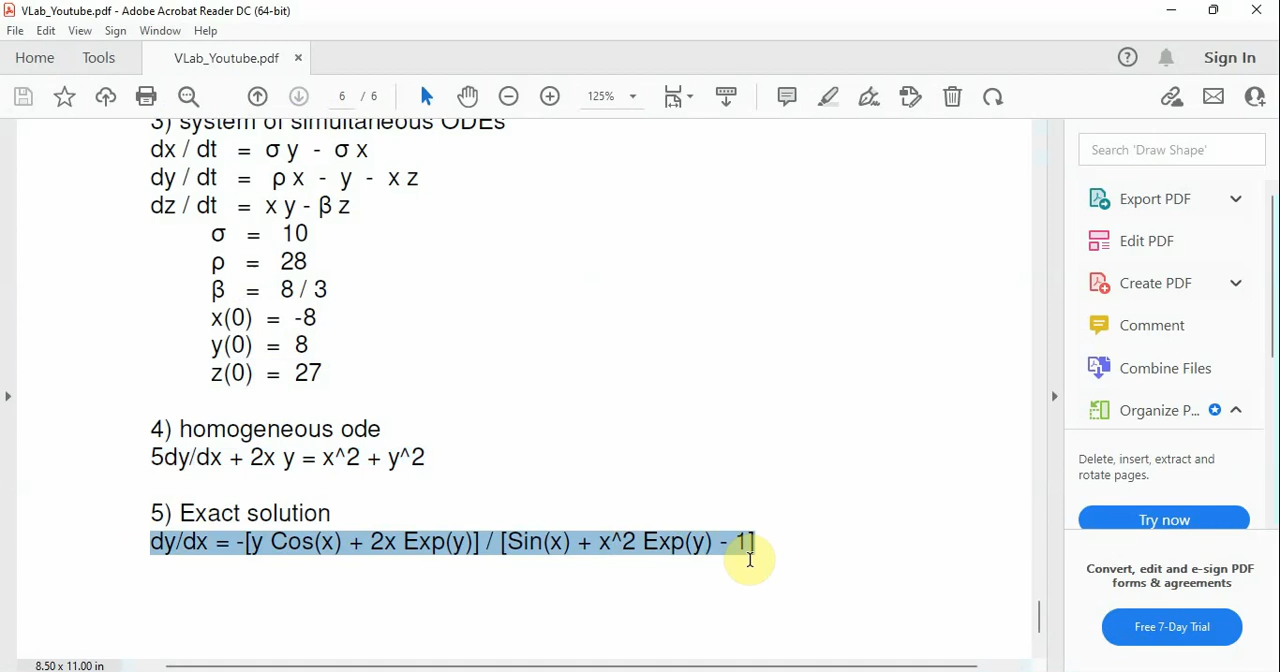 VLab_Youtube.pdf - Adobe Acrobat Reader DC (64-bit)
File Edit View Sign Window Help
Home Tools VLab_Youtube.pdf × Sign In
6 / 6 125%
3) system of simultaneous ODEs
dx / dt = σ y - σ x
dy / dt = ρ x - y - x z
dz / dt = x y - β z
σ = 10
ρ = 28
β = 8 / 3
x(0) = -8
y(0) = 8
z(0) = 27
4) homogeneous ode
5dy/dx + 2x y = x^2 + y^2
5) Exact solution
dy/dx = -[y Cos(x) + 2x Exp(y)] / [Sin(x) + x^2 Exp(y) - 1]
8.50 x 11.00 in
Search 'Draw Shape'
Export PDF
Edit PDF
Create PDF
Comment
Combine Files
Organize P...
Delete, insert, extract and
rotate pages.
Try now
Convert, edit and e-sign PDF
forms & agreements
Free 7-Day Trial